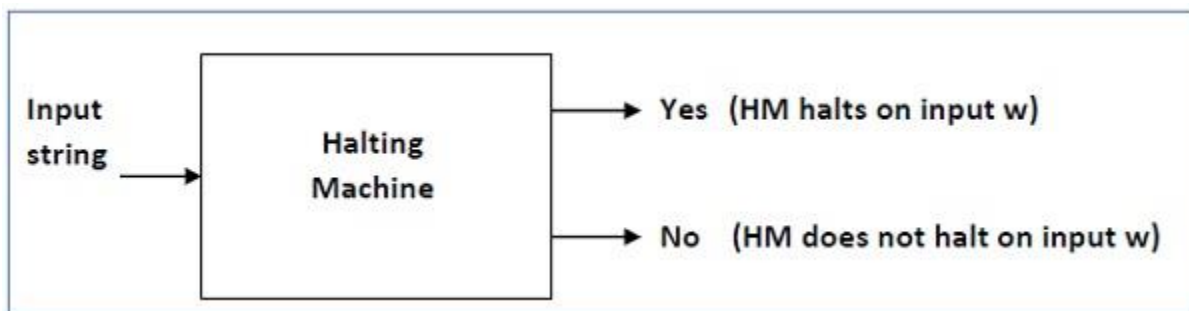 Input
string
Halting
Machine
Yes (HM halts on input w)
No (HM does not halt on input w)